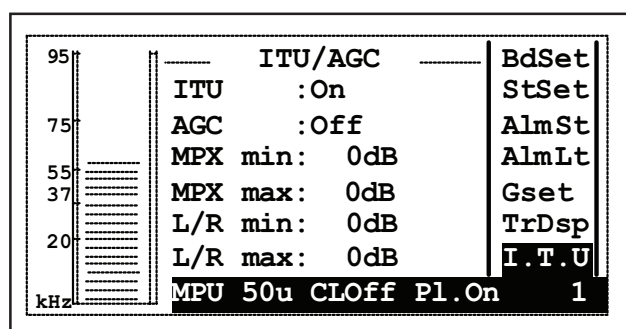 95
75
55
37
20
kHz
ITU/AGC
ITU :On
AGC :Off
MPX min: 0dB
MPX max: 0dB
L/R min: 0dB
L/R max: 0dB
BdSet
StSet
AlmSt
AlmLt
Gset
TrDsp
I.T.U
MPU 50u CLOff Pl.On 1